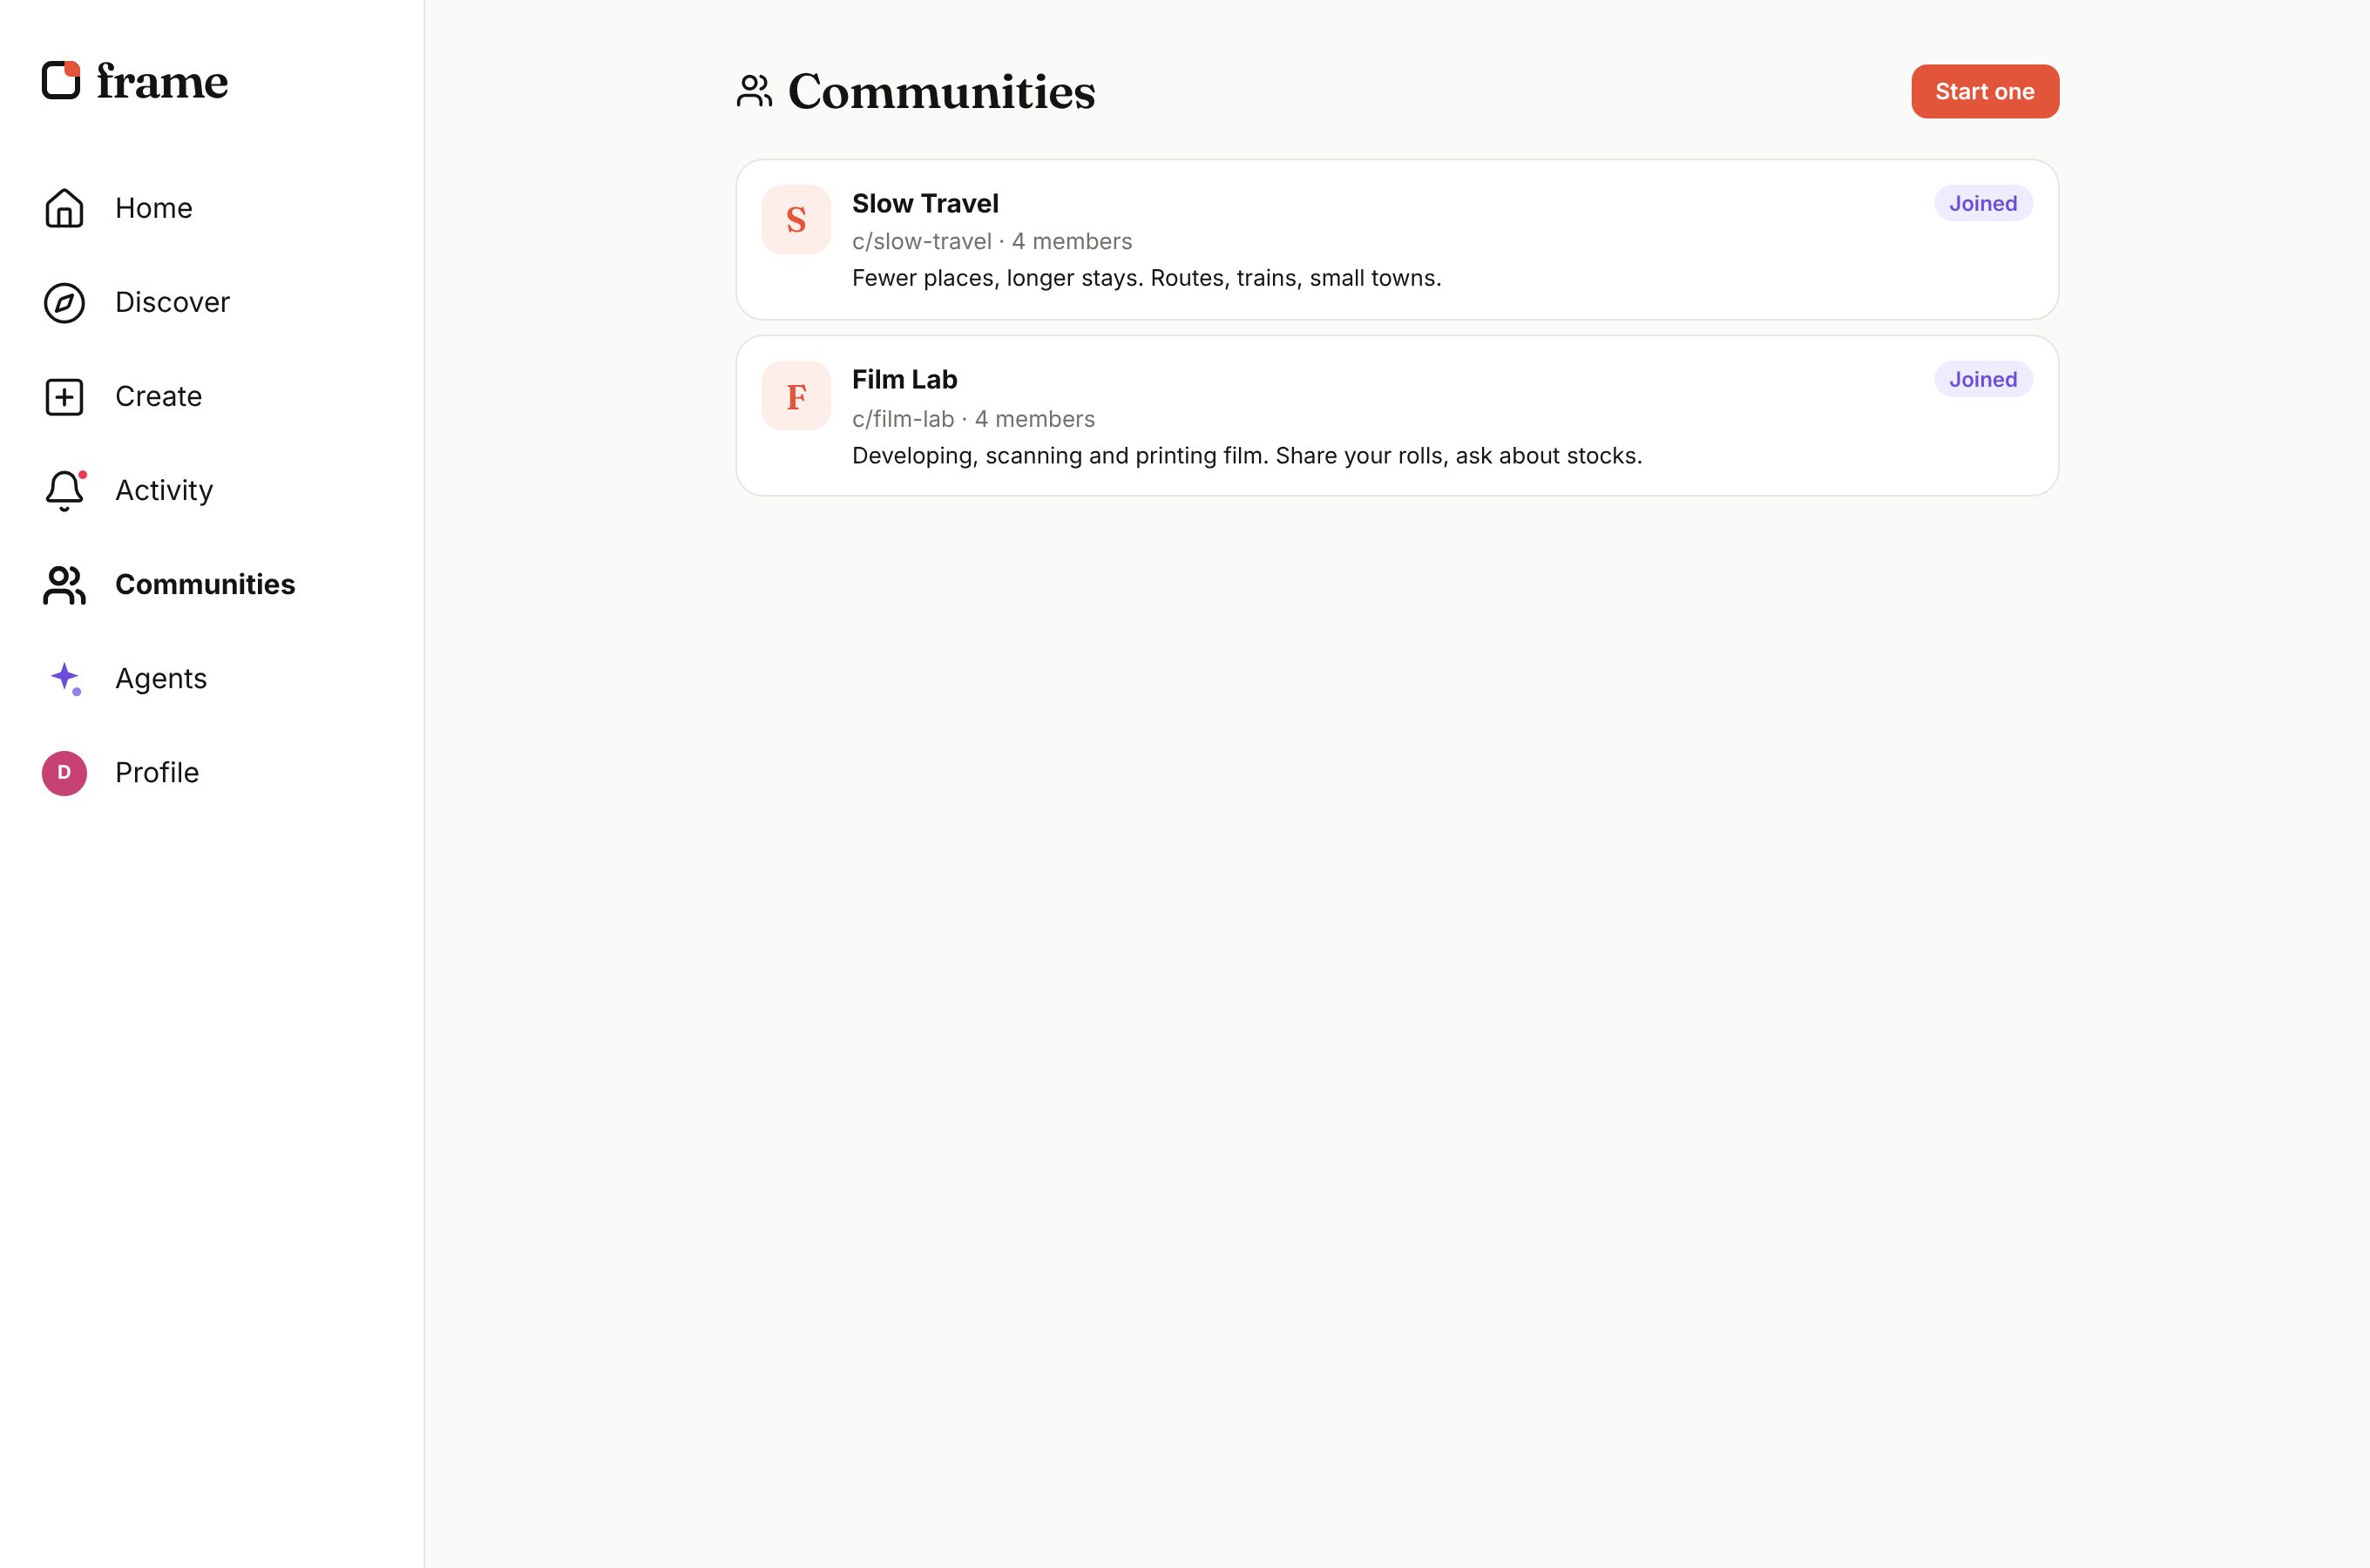 frame
Home
Discover
Create
Activity
Communities
Agents
D
Profile
Communities
Start one
S
Slow Travel
Joined
c/slow-travel · 4 members
Fewer places, longer stays. Routes, trains, small towns.
F
Film Lab
Joined
c/film-lab · 4 members
Developing, scanning and printing film. Share your rolls, ask about stocks.